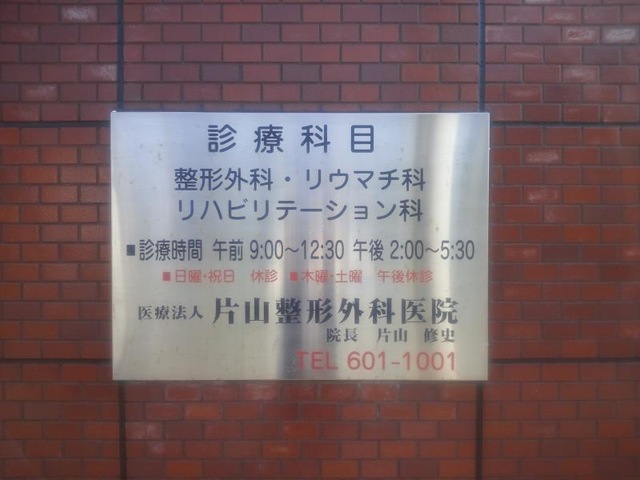 診療科目
整形外科・リウマチ科
リハビリテーション科
■診療時間 午前 9:00〜12:30 午後 2:00〜5:30
■日曜・祝日 休診 ■木曜・土曜 午後休診
医療法人 片山整形外科医院
院長 片山 修史
TEL 601-1001